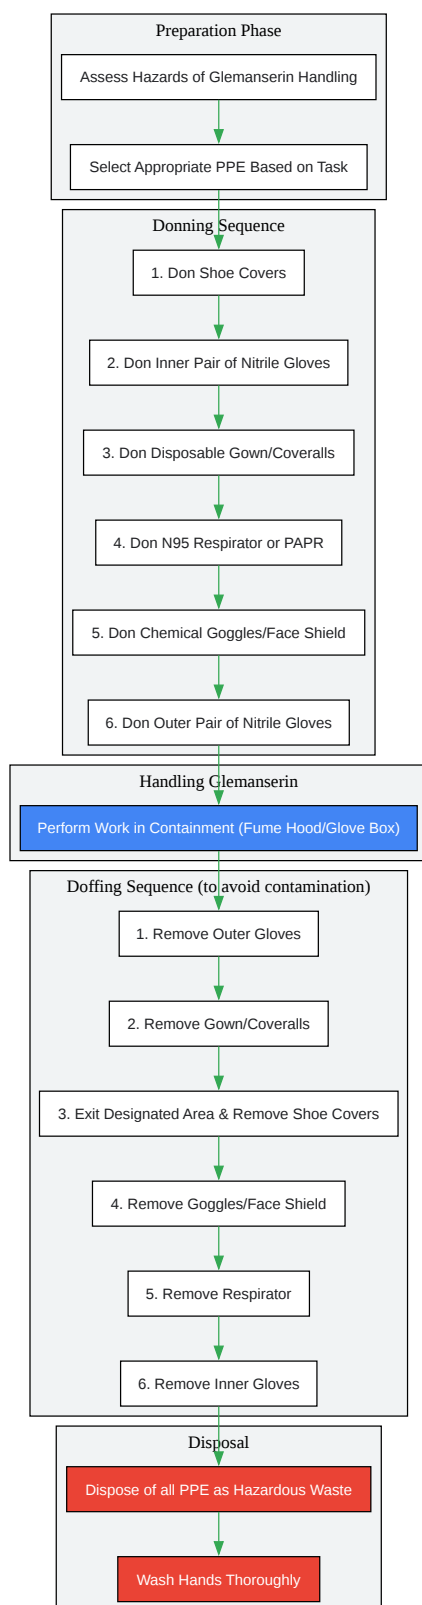 Preparation Phase
Assess Hazards of Glemanserin Handling
Select Appropriate PPE Based on Task
Donning Sequence
1. Don Shoe Covers
2. Don Inner Pair of Nitrile Gloves
3. Don Disposable Gown/Coveralls
4. Don N95 Respirator or PAPR
5. Don Chemical Goggles/Face Shield
6. Don Outer Pair of Nitrile Gloves
Handling Glemanserin
Perform Work in Containment (Fume Hood/Glove Box)
Doffing Sequence (to avoid contamination)
1. Remove Outer Gloves
2. Remove Gown/Coveralls
3. Exit Designated Area & Remove Shoe Covers
4. Remove Goggles/Face Shield
5. Remove Respirator
6. Remove Inner Gloves
Disposal
Dispose of all PPE as Hazardous Waste
Wash Hands Thoroughly